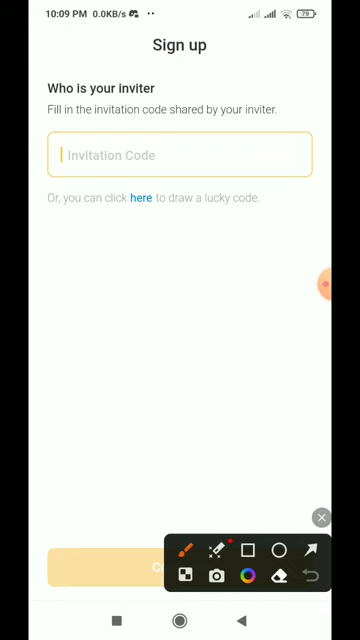 10:09 PM 0.0KB/s ··
79
Sign up
Who is your inviter
Fill in the invitation code shared by your inviter.
Invitation Code
Or, you can click here to draw a lucky code.